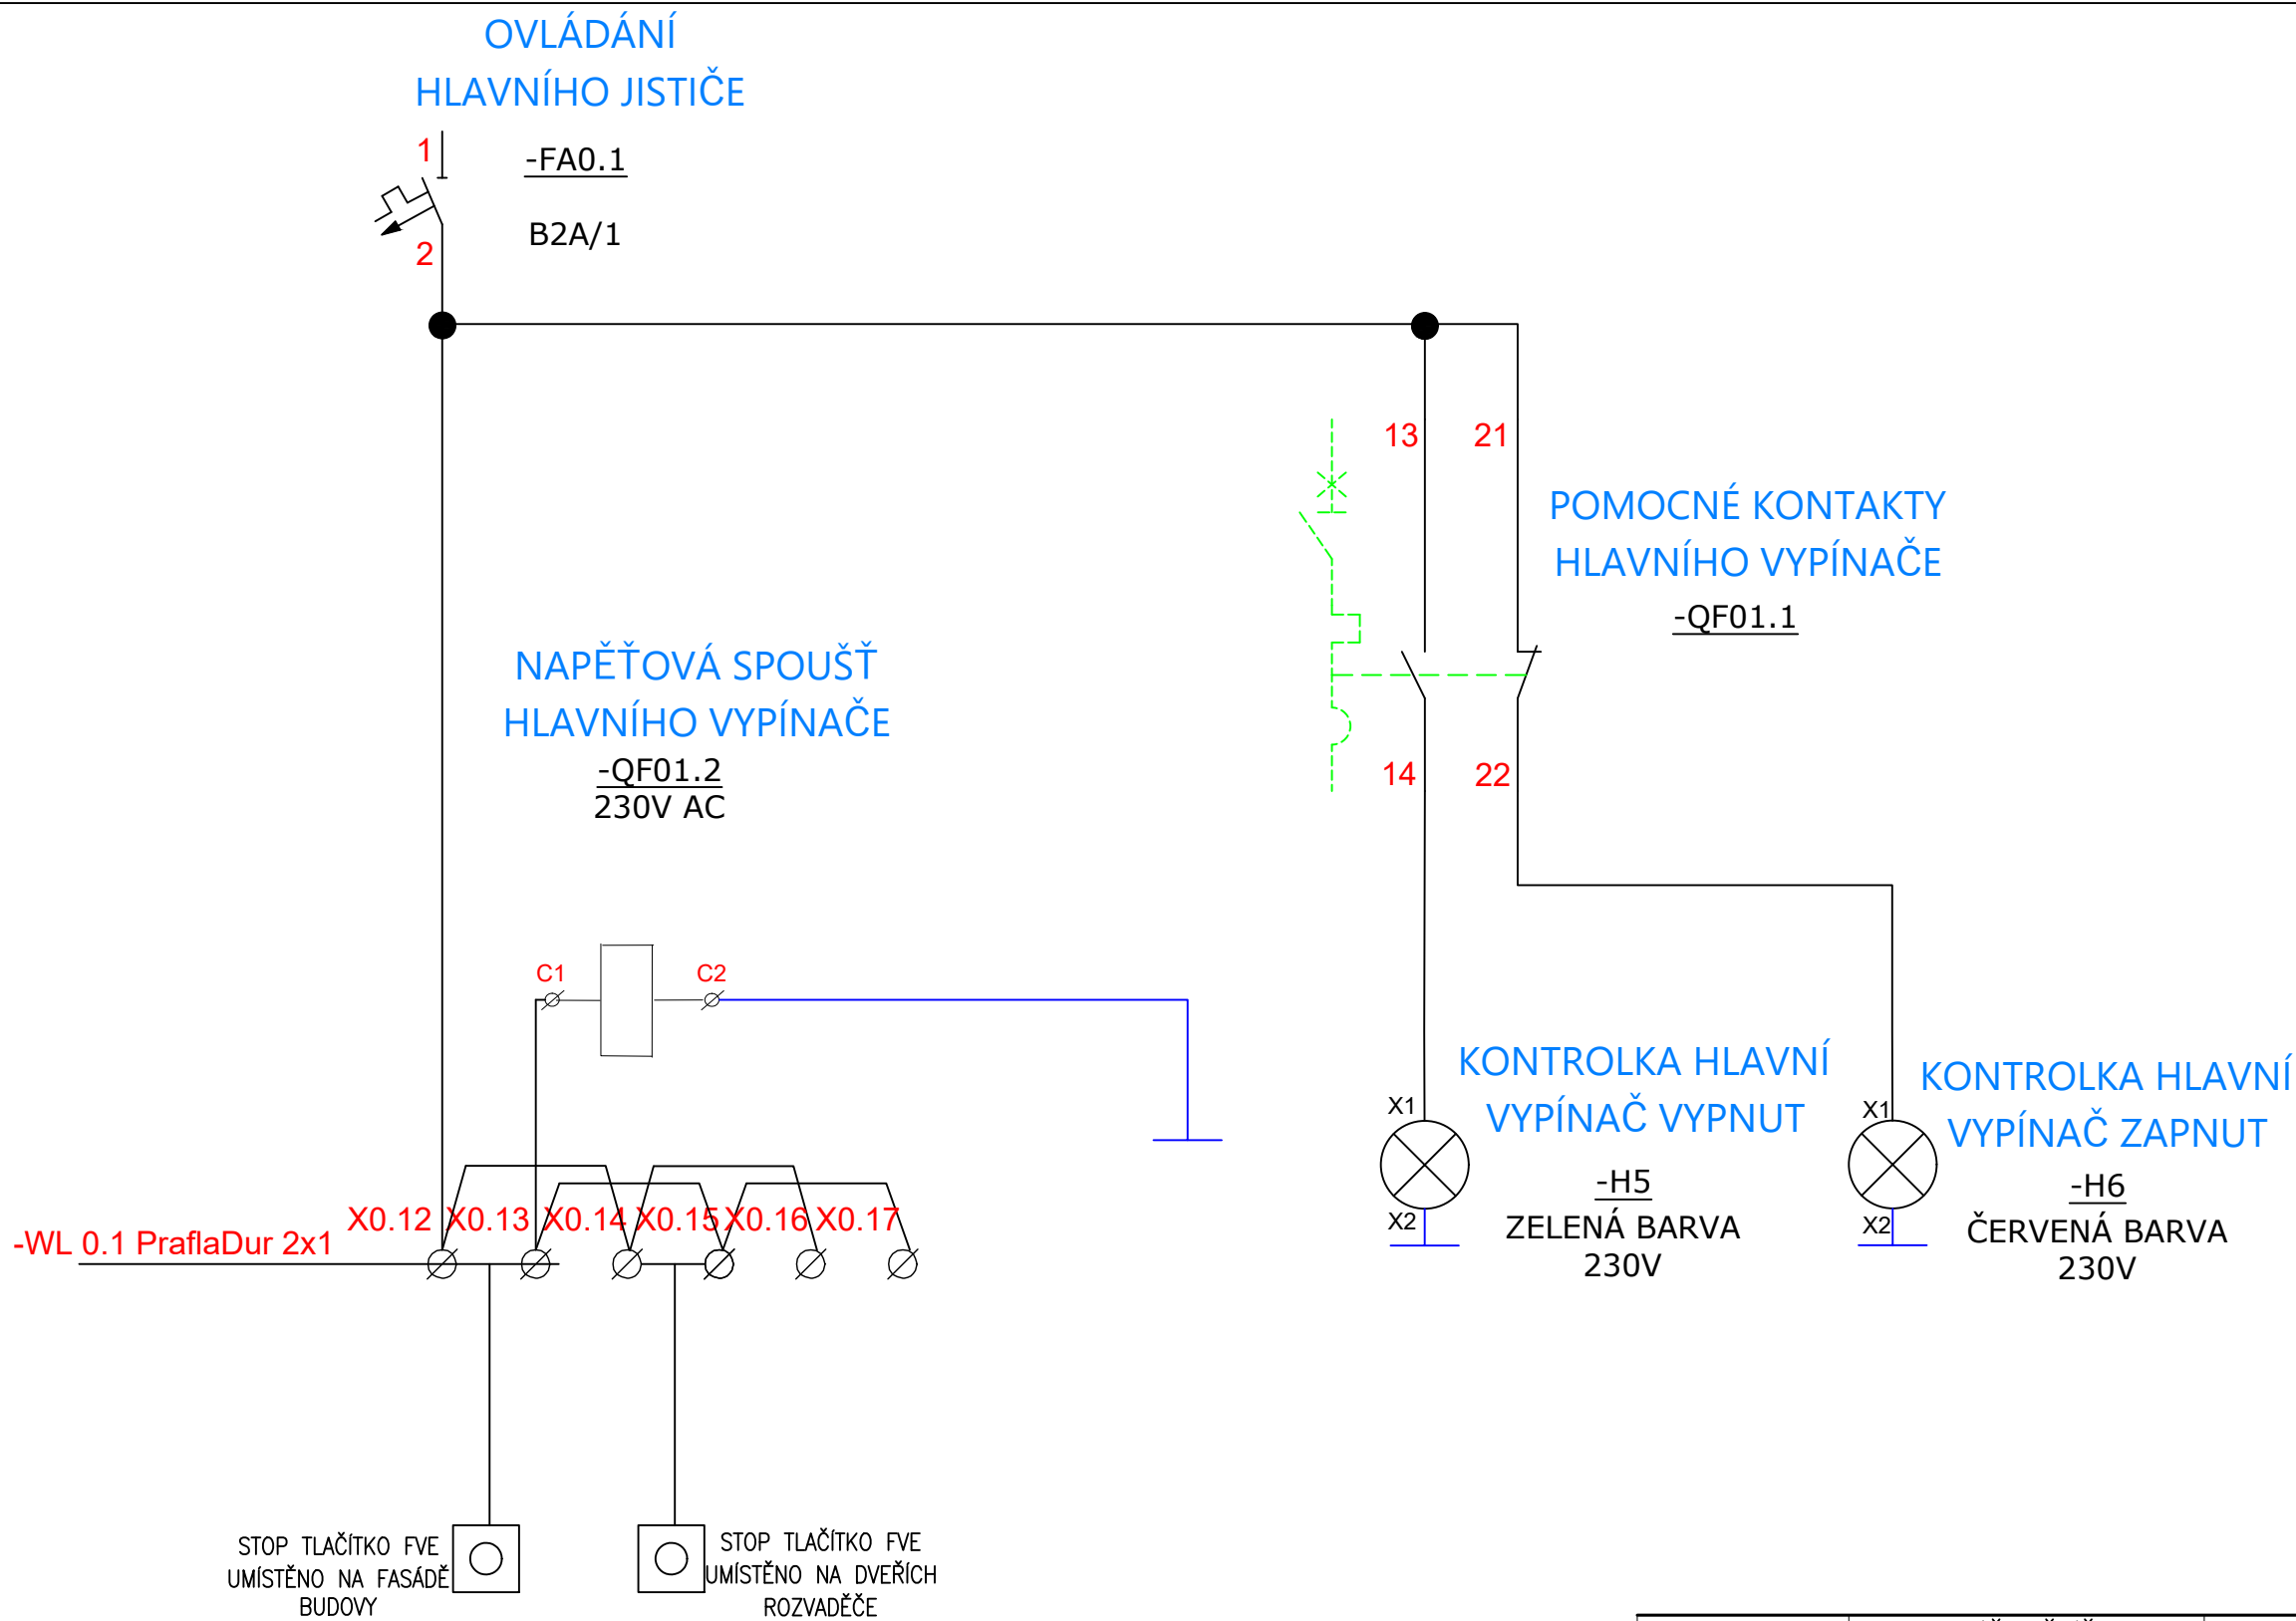 OVLÁDÁNÍ
HLAVNÍHO JISTIČE
1
-FA0.1
B2A/1
2
13
21
POMOCNÉ KONTAKTY
HLAVNÍHO VYPÍNAČE
-QF01.1
NAPĚŤOVÁ SPOUŠŤ
HLAVNÍHO VYPÍNAČE
-QF01.2
230V AC
14
22
C1
C2
KONTROLKA HLAVNÍ
VYPÍNAČ VYPNUT
X1
-H5
X2
ZELENÁ BARVA
230V
KONTROLKA HLAVNÍ
VYPÍNAČ ZAPNUT
X1
-H6
X2
ČERVENÁ BARVA
230V
X0.12 X0.13 X0.14 X0.15 X0.16 X0.17
-WL 0.1 PraflaDur 2x1
STOP TLAČÍTKO FVE
UMÍSTĚNO NA FASÁDĚ
BUDOVY
STOP TLAČÍTKO FVE
UMÍSTĚNO NA DVEŘÍCH
ROZVADĚČE